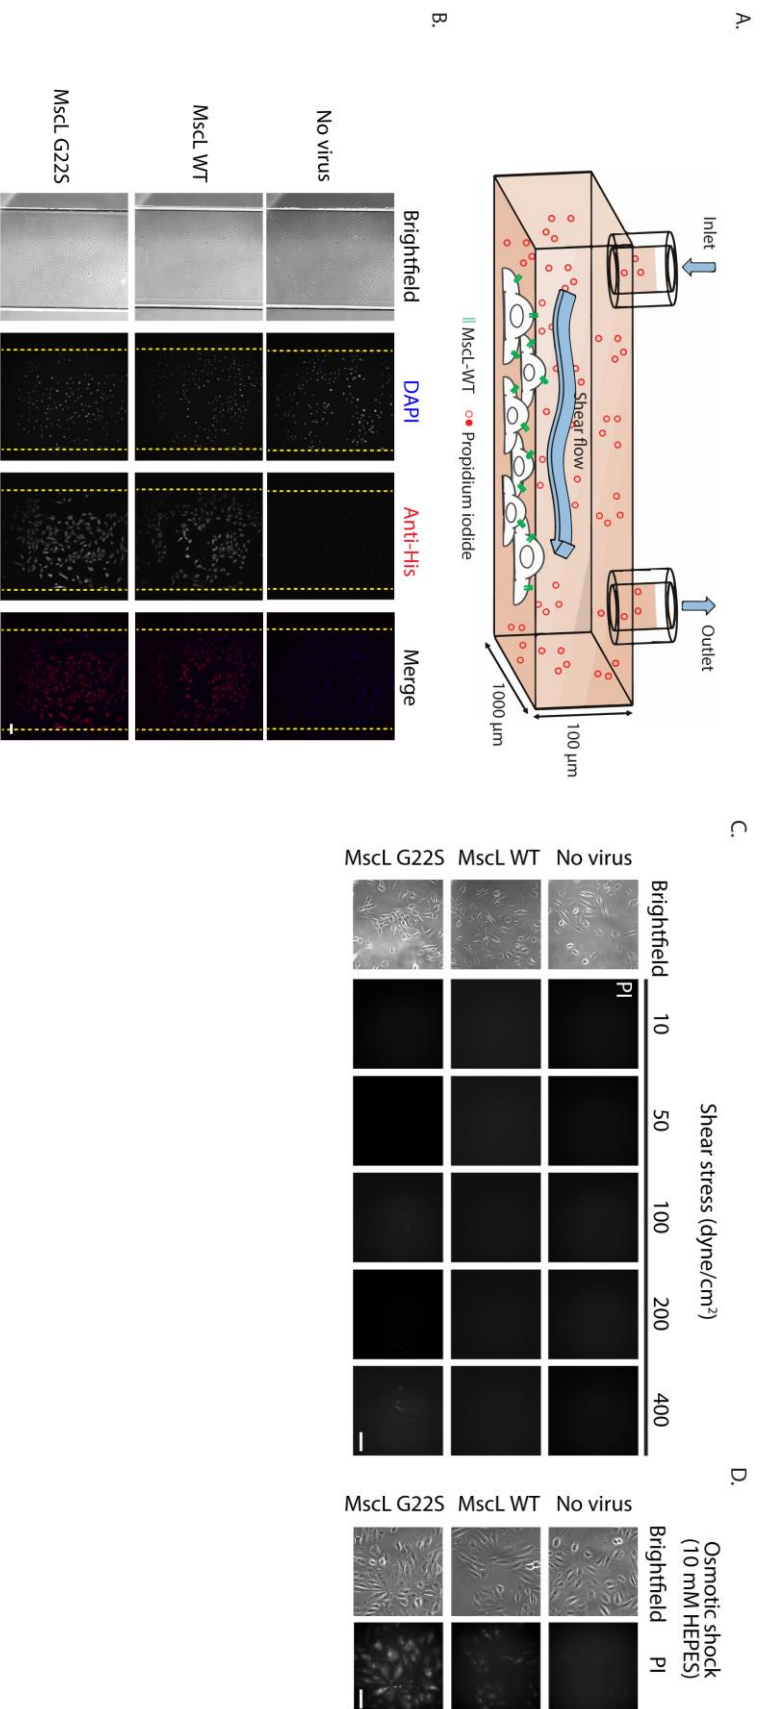 A.
Inlet
Outlet
Shear flow
MscL-WT
Propidium iodide
100 µm
1000 µm
B.
Brightfield
DAPI
Anti-His
Merge
No virus
MscL WT
MscL G22S
C.
Shear stress (dyne/cm²)
Brightfield
10
50
100
200
400
PI
No virus
MscL WT
MscL G22S
D.
Osmotic shock
(10 mM HEPES)
Brightfield
PI
No virus
MscL WT
MscL G22S